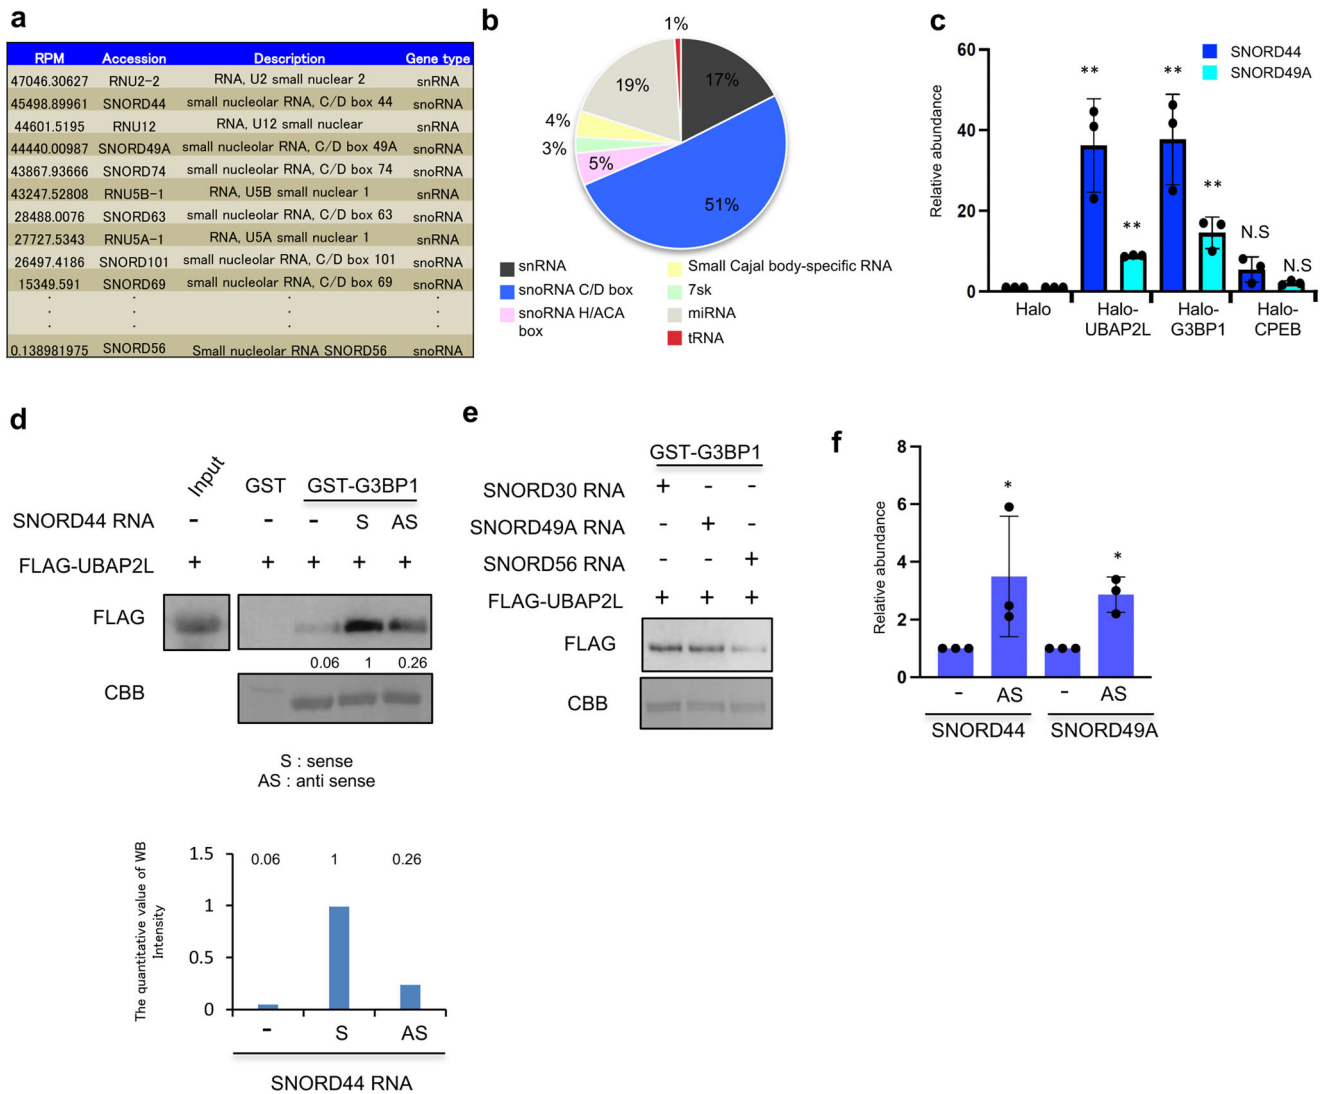 a
RPM Accession Description Gene type
47046.30627 RNU2-2 RNA, U2 small nuclear 2 snRNA
45498.89961 SNORD44 small nucleolar RNA, C/D box 44 snoRNA
44601.5195 RNU12 RNA, U12 small nuclear snRNA
44440.00987 SNORD49A small nucleolar RNA, C/D box 49A snoRNA
43867.93666 SNORD74 small nucleolar RNA, C/D box 74 snoRNA
43247.52808 RNU5B-1 RNA, U5B small nuclear 1 snRNA
28488.0076 SNORD63 small nucleolar RNA, C/D box 63 snoRNA
27727.5343 RNU5A-1 RNA, U5A small nuclear 1 snRNA
26497.4186 SNORD101 small nucleolar RNA, C/D box 101 snoRNA
15349.591 SNORD69 small nucleolar RNA, C/D box 69 snoRNA
. . . .
. . . .
. . . .
0.138981975 SNORD56 Small nucleolar RNA SNORD56 snoRNA
b
1%
17%
19%
4%
3%
5%
51%
snRNA
snoRNA C/D box
snoRNA H/ACA
box
Small Cajal body-specific RNA
7sk
miRNA
tRNA
c
SNORD44
SNORD49A
Relative abundance
60
40
20
0
** ** ** ** N.S N.S
Halo
Halo-
UBAP2L
Halo-
G3BP1
Halo-
CPEB
d
Input GST GST-G3BP1
SNORD44 RNA - - - S AS
FLAG-UBAP2L + + + + +
FLAG
0.06 1 0.26
CBB
S : sense
AS : anti sense
The quantitative value of WB
Intensity
1.5
1
0.5
0
0.06 1 0.26
- S AS
SNORD44 RNA
e
GST-G3BP1
SNORD30 RNA + - -
SNORD49A RNA - + -
SNORD56 RNA - - +
FLAG-UBAP2L + + +
FLAG
CBB
f
Relative abundance
8
6
4
2
0
* *
- AS - AS
SNORD44 SNORD49A